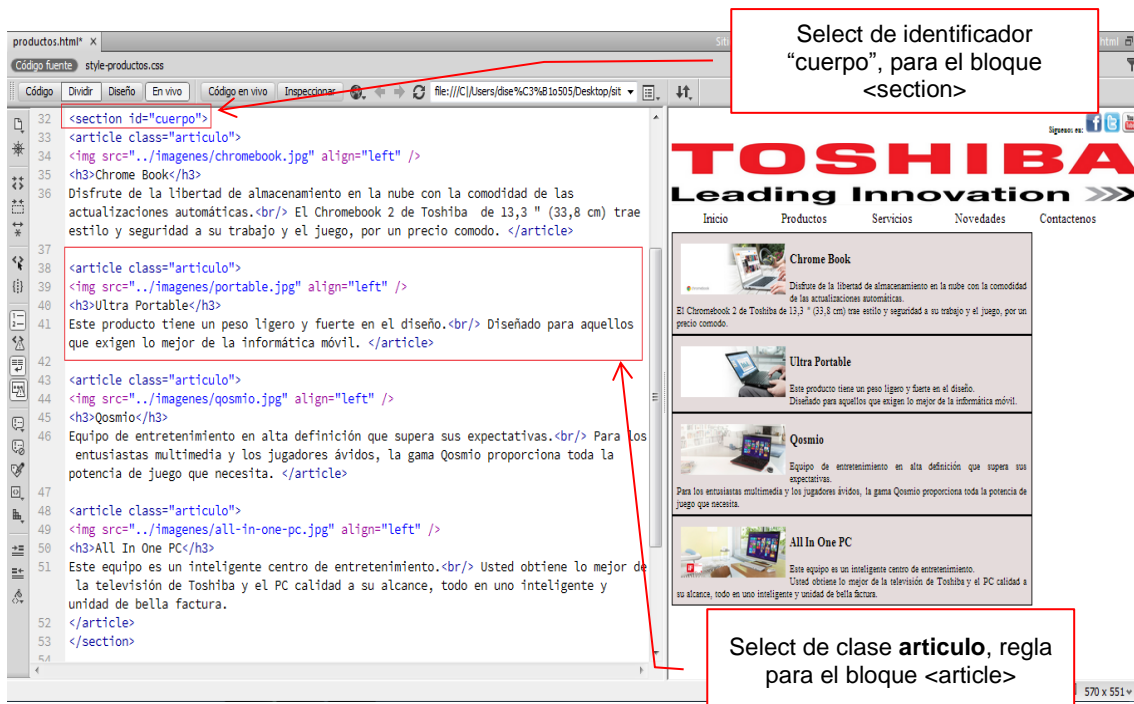 Select de identificador
“cuerpo”, para el bloque
<section>
productos.html* ×
Siti
html
Código fuente style-productos.css
Código Dividir Diseño En vivo Código en vivo Inspeccionar file:///C|/Users/dise%C3%B1o505/Desktop/sit
32 <section id="cuerpo">
33 <article class="articulo">
34 <img src="../imagenes/chromebook.jpg" align="left" />
35 <h3>Chrome Book</h3>
36 Disfrute de la libertad de almacenamiento en la nube con la comodidad de las
actualizaciones automáticas.<br/> El Chromebook 2 de Toshiba de 13,3 " (33,8 cm) trae
estilo y seguridad a su trabajo y el juego, por un precio comodo. </article>
37
38 <article class="articulo">
39 <img src="../imagenes/portable.jpg" align="left" />
40 <h3>Ultra Portable</h3>
41 Este producto tiene un peso ligero y fuerte en el diseño.<br/> Diseñado para aquellos
que exigen lo mejor de la informática móvil. </article>
42
43 <article class="articulo">
44 <img src="../imagenes/qosmio.jpg" align="left" />
45 <h3>Qosmio</h3>
46 Equipo de entretenimiento en alta definición que supera sus expectativas.<br/> Para los
entusiastas multimedia y los jugadores ávidos, la gama Qosmio proporciona toda la
potencia de juego que necesita. </article>
47
48 <article class="articulo">
49 <img src="../imagenes/all-in-one-pc.jpg" align="left" />
50 <h3>All In One PC</h3>
51 Este equipo es un inteligente centro de entretenimiento.<br/> Usted obtiene lo mejor de
la televisión de Toshiba y el PC calidad a su alcance, todo en uno inteligente y
unidad de bella factura.
52 </article>
53 </section>
54
Siguenos en:
TOSHIBA
Leading Innovation >>>
Inicio Productos Servicios Novedades Contactenos
Chrome Book
Disfrute de la libertad de almacenamiento en la nube con la comodidad
de las actualizaciones automáticas.
El Chromebook 2 de Toshiba de 13,3 " (33,8 cm) trae estilo y seguridad a su trabajo y el juego, por un
precio comodo.
Ultra Portable
Este producto tiene un peso ligero y fuerte en el diseño.
Diseñado para aquellos que exigen lo mejor de la informática móvil.
Qosmio
Equipo de entretenimiento en alta definición que supera sus
expectativas.
Para los entusiastas multimedia y los jugadores ávidos, la gama Qosmio proporciona toda la potencia de
juego que necesita.
All In One PC
Este equipo es un inteligente centro de entretenimiento.
Usted obtiene lo mejor de la televisión de Toshiba y el PC calidad a
su alcance, todo en uno inteligente y unidad de bella factura.
Select de clase articulo, regla
para el bloque <article>
570 x 551